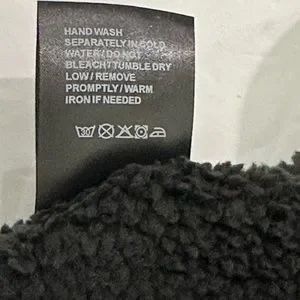 HAND WASH
SEPARATELY IN COLD
WATER / DO NOT
BLEACH / TUMBLE DRY
LOW / REMOVE
PROMPTLY / WARM
IRON IF NEEDED